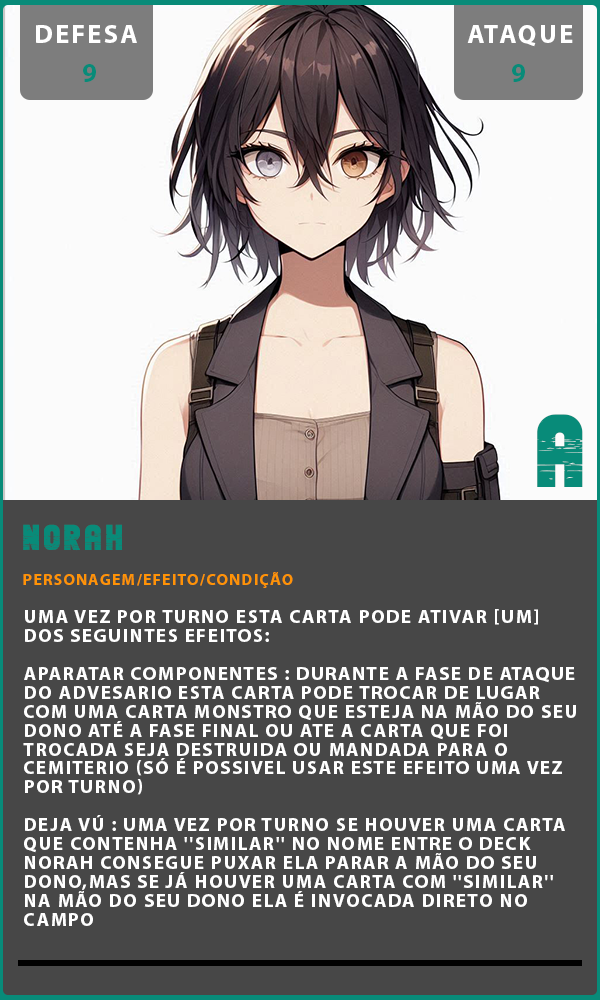 DEFESA
9
ATAQUE
9
A
NORAH
PERSONAGEM/EFEITO/CONDIÇÃO
UMA VEZ POR TURNO ESTA CARTA PODE ATIVAR [UM]
DOS SEGUINTES EFEITOS:
APARATAR COMPONENTES : DURANTE A FASE DE ATAQUE
DO ADVESARIO ESTA CARTA PODE TROCAR DE LUGAR
COM UMA CARTA MONSTRO QUE ESTEJA NA MÃO DO SEU
DONO ATÉ A FASE FINAL OU ATE A CARTA QUE FOI
TROCADA SEJA DESTRUIDA OU MANDADA PARA O
CEMITERIO (SÓ É POSSIVEL USAR ESTE EFEITO UMA VEZ
POR TURNO)
DEJA VÚ : UMA VEZ POR TURNO SE HOUVER UMA CARTA
QUE CONTENHA ''SIMILAR'' NO NOME ENTRE O DECK
NORAH CONSEGUE PUXAR ELA PARAR A MÃO DO SEU
DONO,MAS SE JÁ HOUVER UMA CARTA COM ''SIMILAR''
NA MÃO DO SEU DONO ELA É INVOCADA DIRETO NO
CAMPO